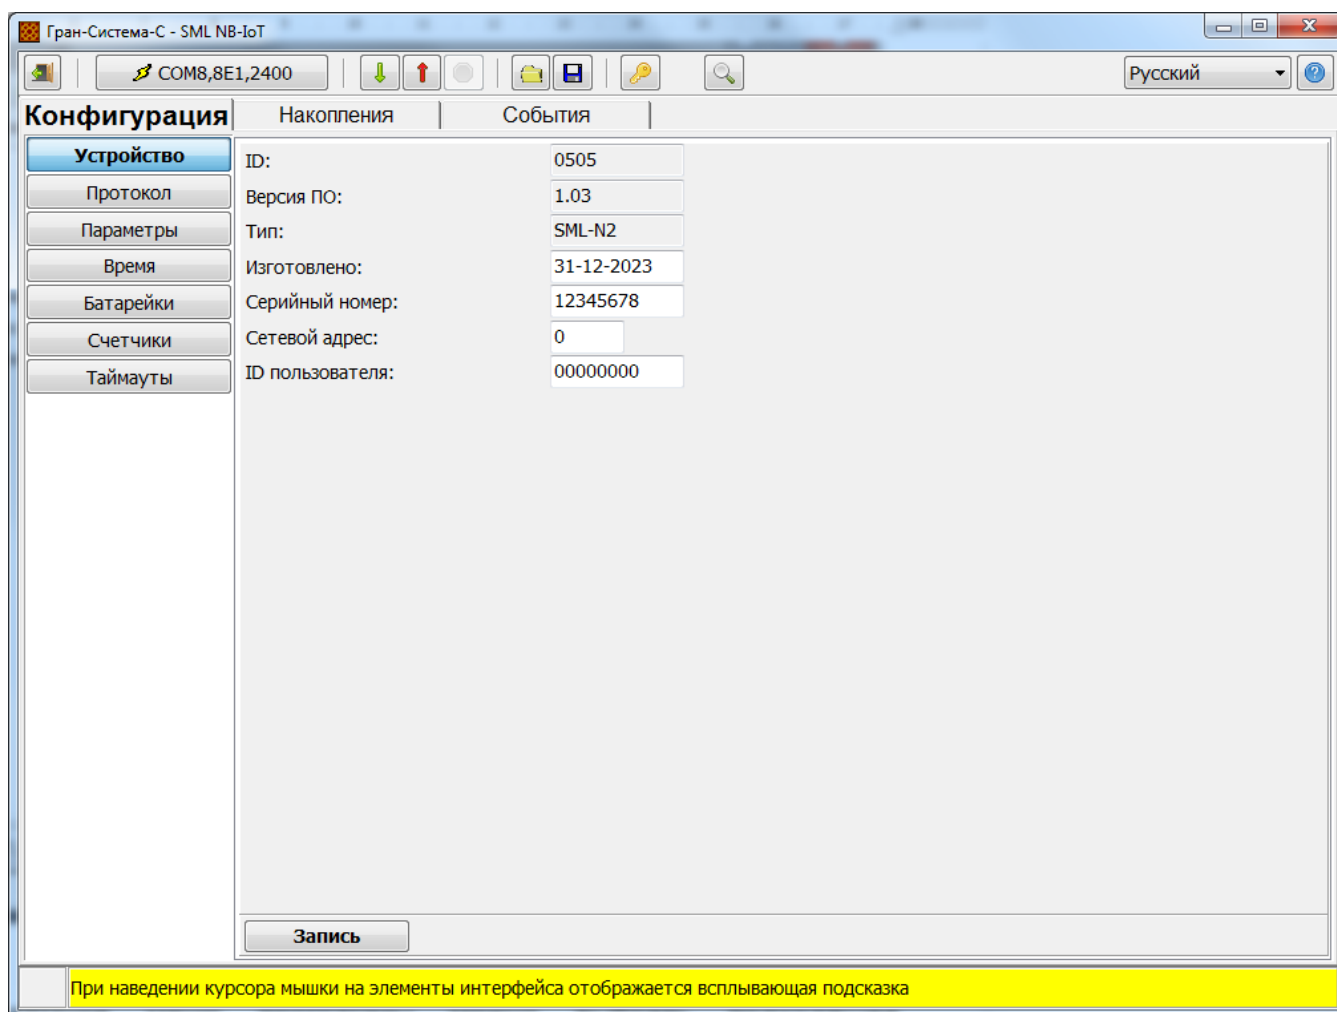 Гран-Система-С - SML NB-IoT
COM8,8E1,2400
Русский
Конфигурация
Накопления
События
Устройство
Протокол
Параметры
Время
Батарейки
Счетчики
Таймауты
ID: 0505
Версия ПО: 1.03
Тип: SML-N2
Изготовлено: 31-12-2023
Серийный номер: 12345678
Сетевой адрес: 0
ID пользователя: 00000000
Запись
При наведении курсора мышки на элементы интерфейса отображается всплывающая подсказка